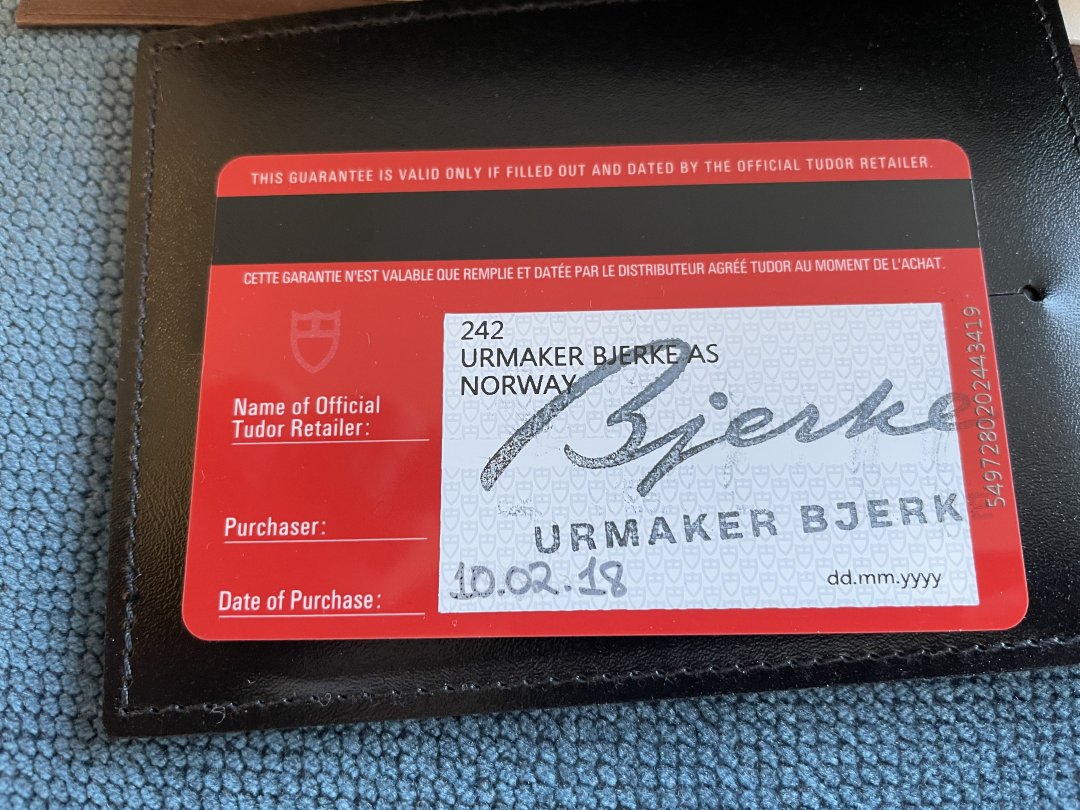 THIS GUARANTEE IS VALID ONLY IF FILLED OUT AND DATED BY THE OFFICIAL TUDOR RETAILER.
CETTE GARANTIE N'EST VALABLE QUE REMPLIE ET DATÉE PAR LE DISTRIBUTEUR AGRÉÉ TUDOR AU MOMENT DE L'ACHAT.
242
URMAKER BJERKE AS
NORWAY
Name of Official
Tudor Retailer:
Bjerke
URMAKER BJERK
Purchaser:
Date of Purchase:
10.02.18
dd.mm.yyyy
5497280202443419